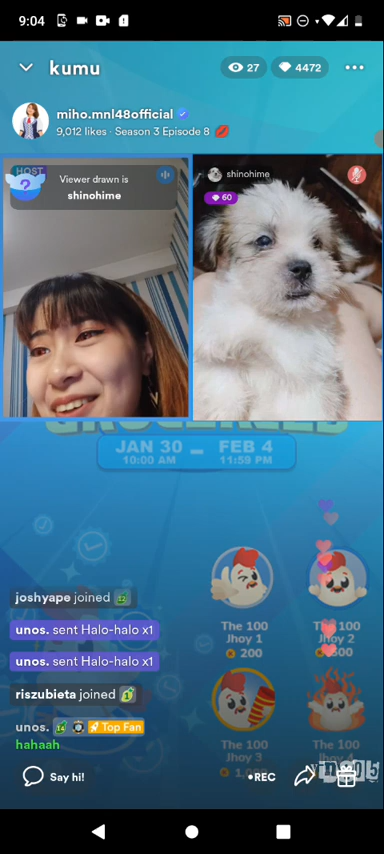 9:04
kumu
27
4472
miho.mnl48official
9,012 likes · Season 3 Episode 8
HOST
Viewer drawn is
shinohime
shinohime
60
JAN 30 – FEB 4
10:00 AM
11:59 PM
joshyape joined
unos. sent Halo-halo x1
unos. sent Halo-halo x1
riszubieta joined
unos. 14 Top Fan
hahaah
The 100
Jhoy 1
200
The 100
Jhoy 2
The 100
Jhoy 3
The 100
Say hi!
•REC